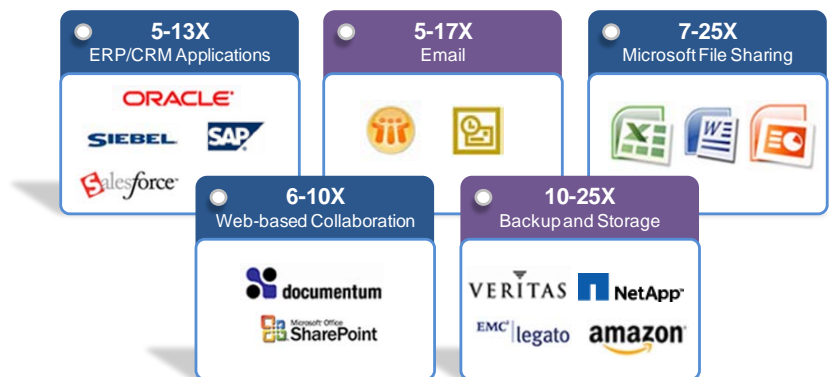 5-13X
ERP/CRM Applications
ORACLE
SIEBEL
SAP
Salesforce
5-17X
Email
7-25X
Microsoft File Sharing
X
W
6-10X
Web-based Collaboration
documentum
Microsoft Office
SharePoint
10-25X
Backup and Storage
VERITAS
NetApp
EMC² legato
amazon